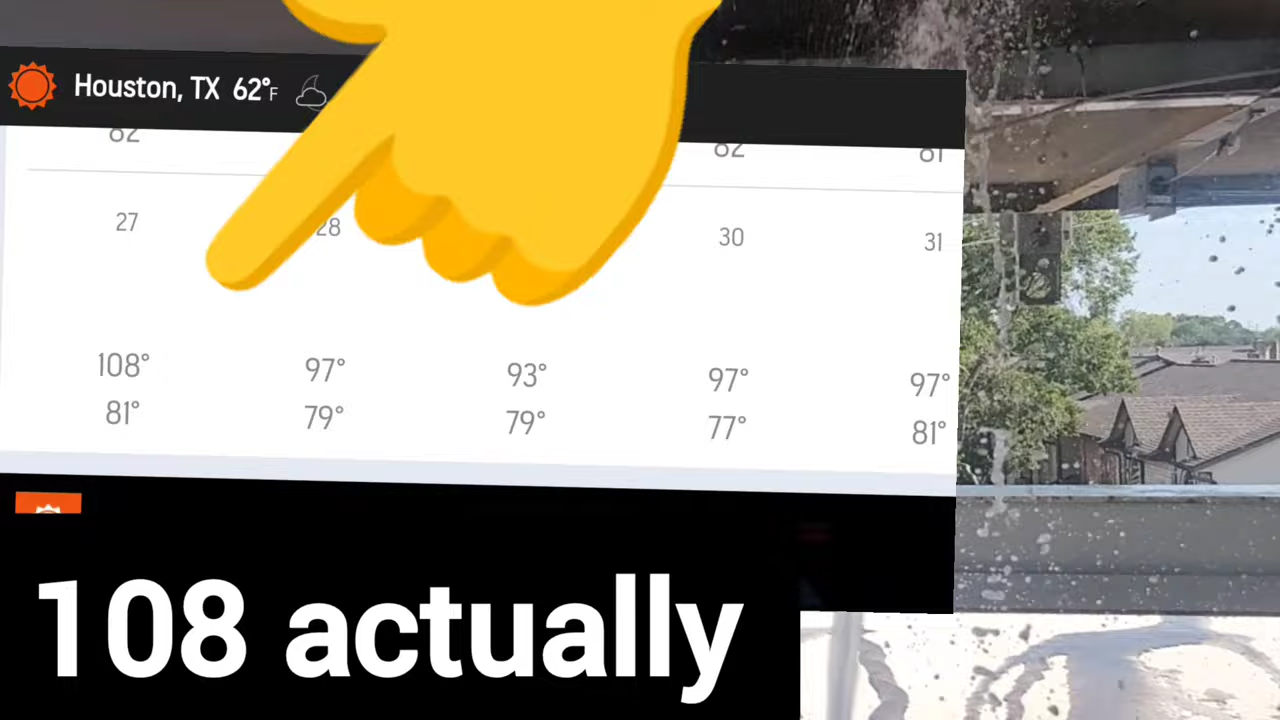 Houston, TX 62°F
82 82 81
27 28 30 31
108° 97° 93° 97° 97°
81° 79° 79° 77° 81°
108 actually